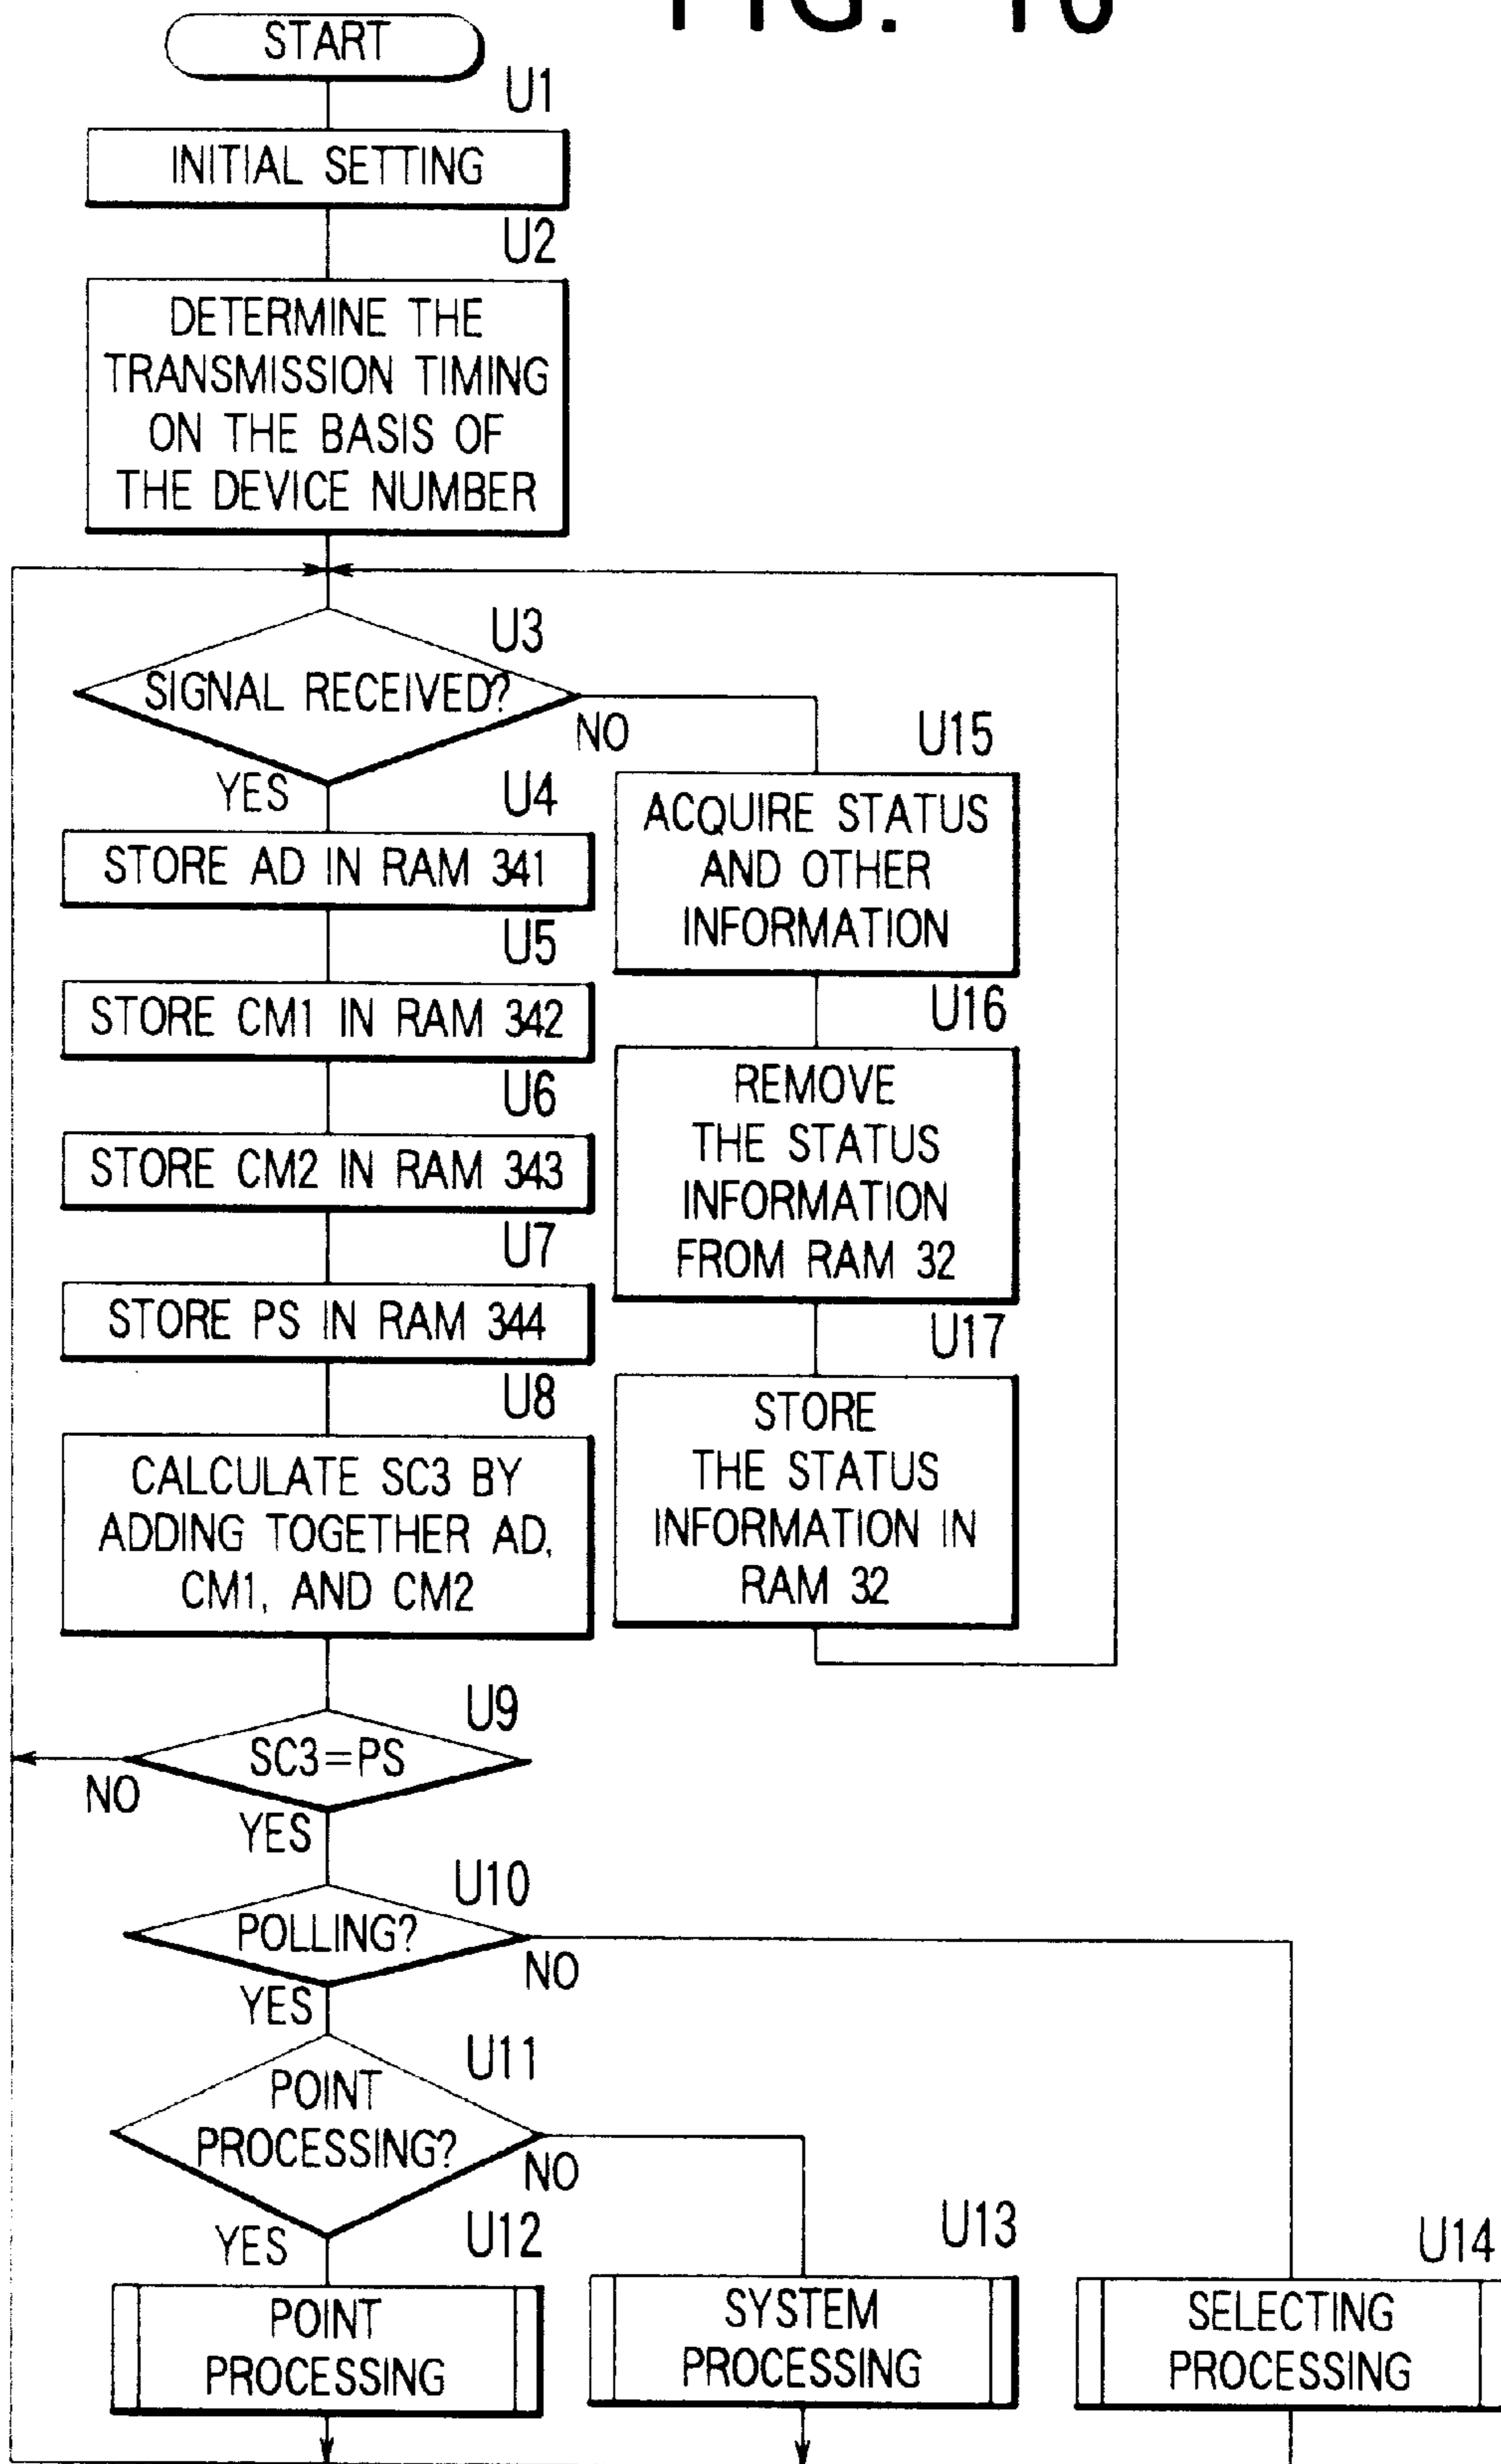 FIG. 10
START
U1
INITIAL SETTING
U2
DETERMINE THE
TRANSMISSION TIMING
ON THE BASIS OF
THE DEVICE NUMBER
U3
SIGNAL RECEIVED?
NO
YES
U4
STORE AD IN RAM 341
U5
STORE CM1 IN RAM 342
U6
STORE CM2 IN RAM 343
U7
STORE PS IN RAM 344
U8
CALCULATE SC3 BY
ADDING TOGETHER AD,
CM1, AND CM2
U15
ACQUIRE STATUS
AND OTHER
INFORMATION
U16
REMOVE
THE STATUS
INFORMATION
FROM RAM 32
U17
STORE
THE STATUS
INFORMATION IN
RAM 32
U9
SC3=PS
NO
YES
U10
POLLING?
NO
YES
U11
POINT
PROCESSING?
NO
YES
U12
POINT
PROCESSING
U13
SYSTEM
PROCESSING
U14
SELECTING
PROCESSING